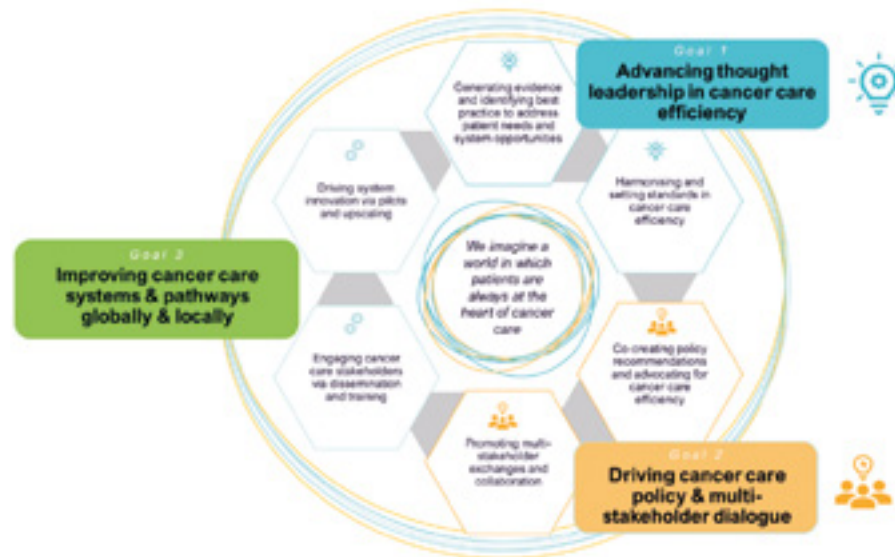 Goal 1
Advancing thought
leadership in cancer care
efficiency
Generating evidence
and identifying best
practice to address
patient needs and
system opportunities
Harmonising and
setting standards in
cancer care
efficiency
Driving system
innovation via pilots
and upscaling
We imagine a
world in which
patients are
always at the
heart of cancer
care
Goal 3
Improving cancer care
systems & pathways
globally & locally
Co-creating policy
recommendations
and advocating for
cancer care
efficiency
Engaging cancer
care stakeholders
via dissemination
and training
Promoting multi-
stakeholder
exchanges and
collaboration
Goal 2
Driving cancer care
policy & multi-
stakeholder dialogue